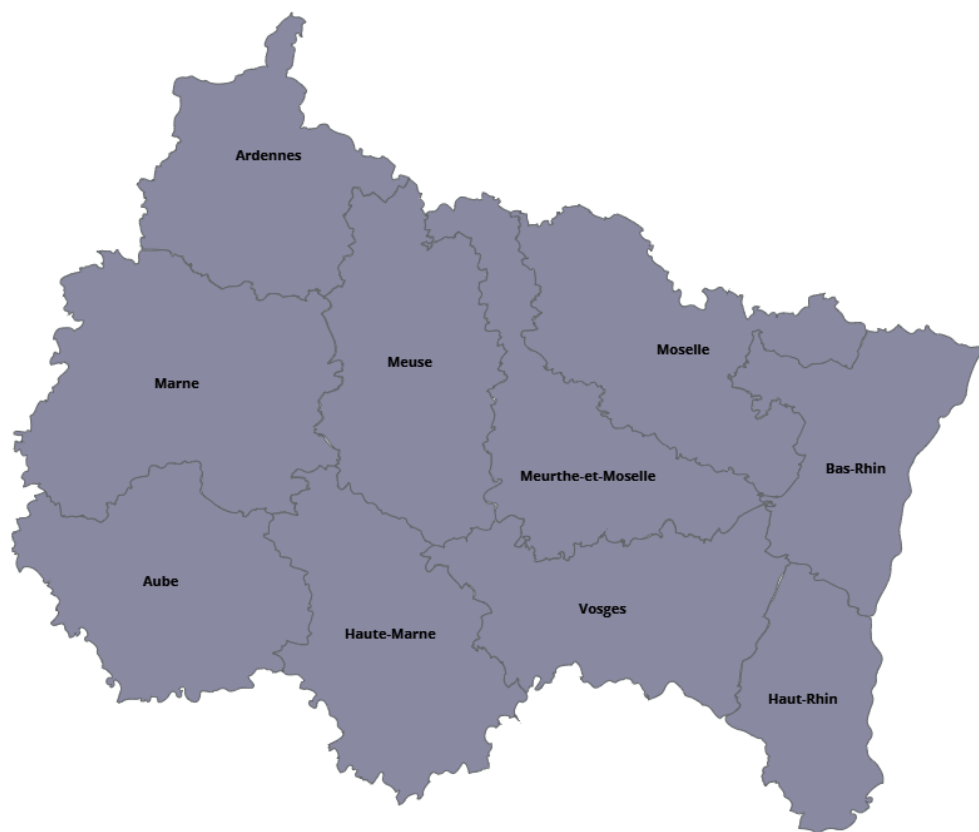 Ardennes
Moselle
Meuse
Marne
Bas-Rhin
Meurthe-et-Moselle
Aube
Vosges
Haute-Marne
Haut-Rhin